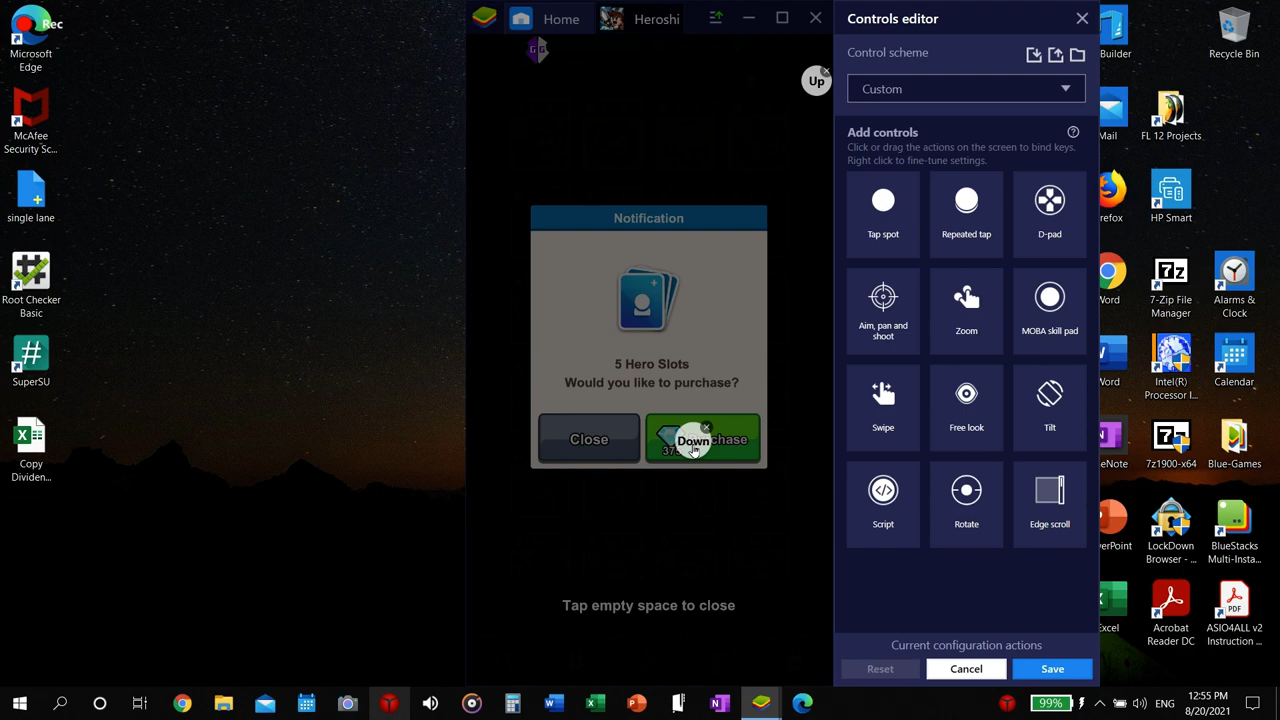 Rec
Microsoft
Edge
McAfee
Security Sc...
single lane
Root Checker
Basic
SuperSU
Copy
Dividen...
Home
Heroshi
GG
Up
Notification
5 Hero Slots
Would you like to purchase?
Close
Down
chase
Tap empty space to close
Controls editor
Control scheme
Custom
Add controls
Click or drag the actions on the screen to bind keys.
Right click to fine-tune settings.
Tap spot
Repeated tap
D-pad
Aim, pan and
shoot
Zoom
MOBA skill pad
Swipe
Free look
Tilt
Script
Rotate
Edge scroll
Current configuration actions
Reset
Cancel
Save
Builder
Recycle Bin
Mail
FL 12 Projects
refox
HP Smart
Word
7-Zip File
Manager
Alarms &
Clock
Word
Intel(R)
Processor I...
Calendar
eNote
7z1900-x64
Blue-Games
erPoint
LockDown
Browser - ...
BlueStacks
Multi-Insta...
Excel
Acrobat
Reader DC
ASIO4ALL v2
Instruction ...
99%
ENG
12:55 PM
8/20/2021